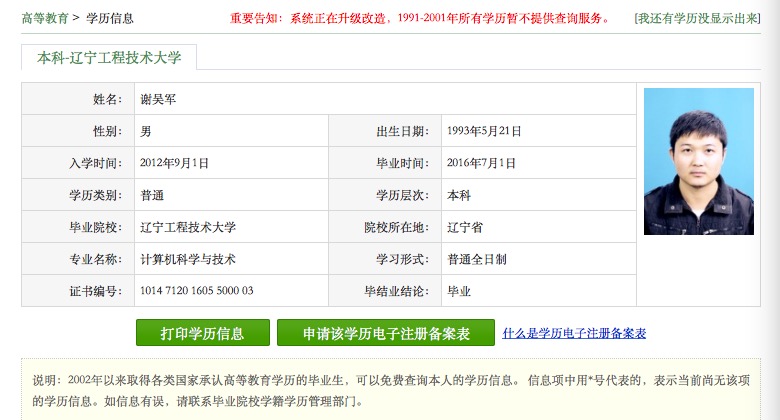 高等教育 > 学历信息 重要告知：系统正在升级改造，1991-2001年所有学历暂不提供查询服务。 [我还有学历没显示出来]
本科-辽宁工程技术大学
姓名： 谢吴军
性别： 男 出生日期： 1993年5月21日
入学时间： 2012年9月1日 毕业时间： 2016年7月1日
学历类别： 普通 学历层次： 本科
毕业院校： 辽宁工程技术大学 院校所在地： 辽宁省
专业名称： 计算机科学与技术 学习形式： 普通全日制
证书编号： 1014 7120 1605 5000 03 毕结业结论： 毕业
打印学历信息 申请该学历电子注册备案表 什么是学历电子注册备案表
说明：2002年以来取得各类国家承认高等教育学历的毕业生，可以免费查询本人的学历信息。 信息项中用*号代表的，表示当前尚无该项
的学历信息。如信息有误，请联系毕业院校学籍学历管理部门。